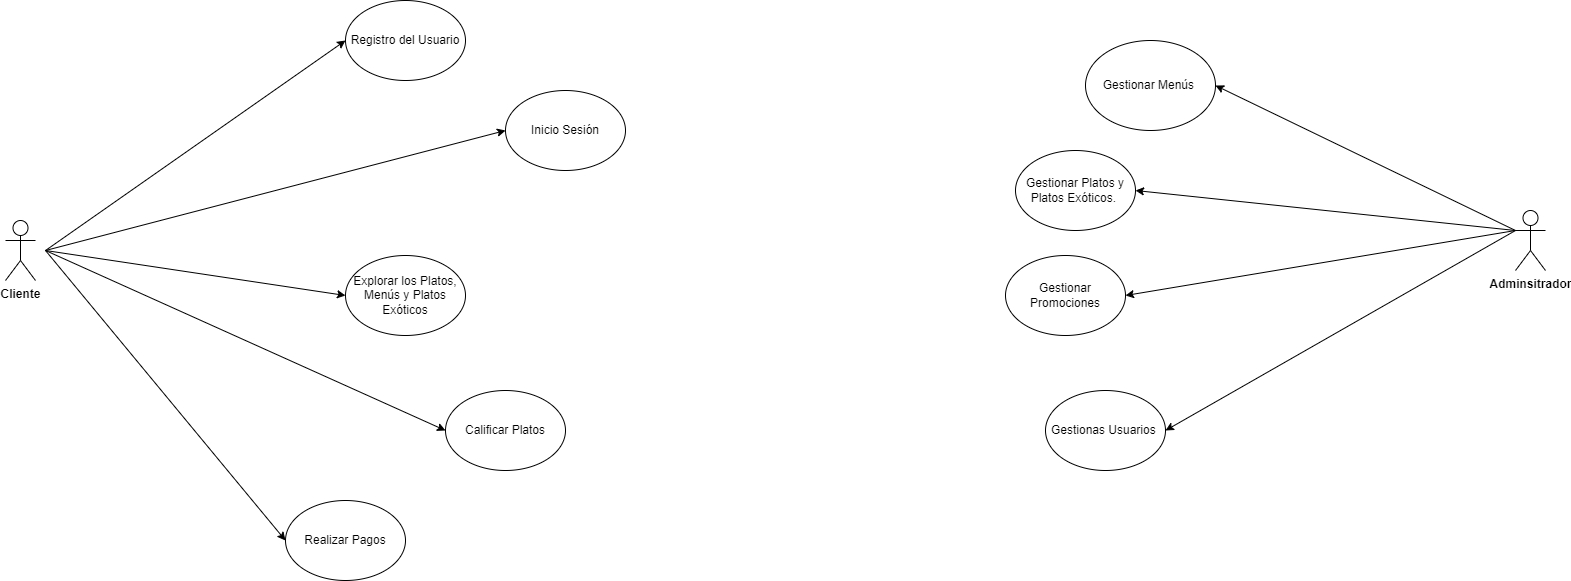 Registro del Usuario
Inicio Sesión
Cliente
Explorar los Platos,
Menús y Platos
Exóticos
Calificar Platos
Realizar Pagos
Gestionar Menús
Gestionar Platos y
Platos Exóticos.
Adminsitrador
Gestionar
Promociones
Gestionas Usuarios